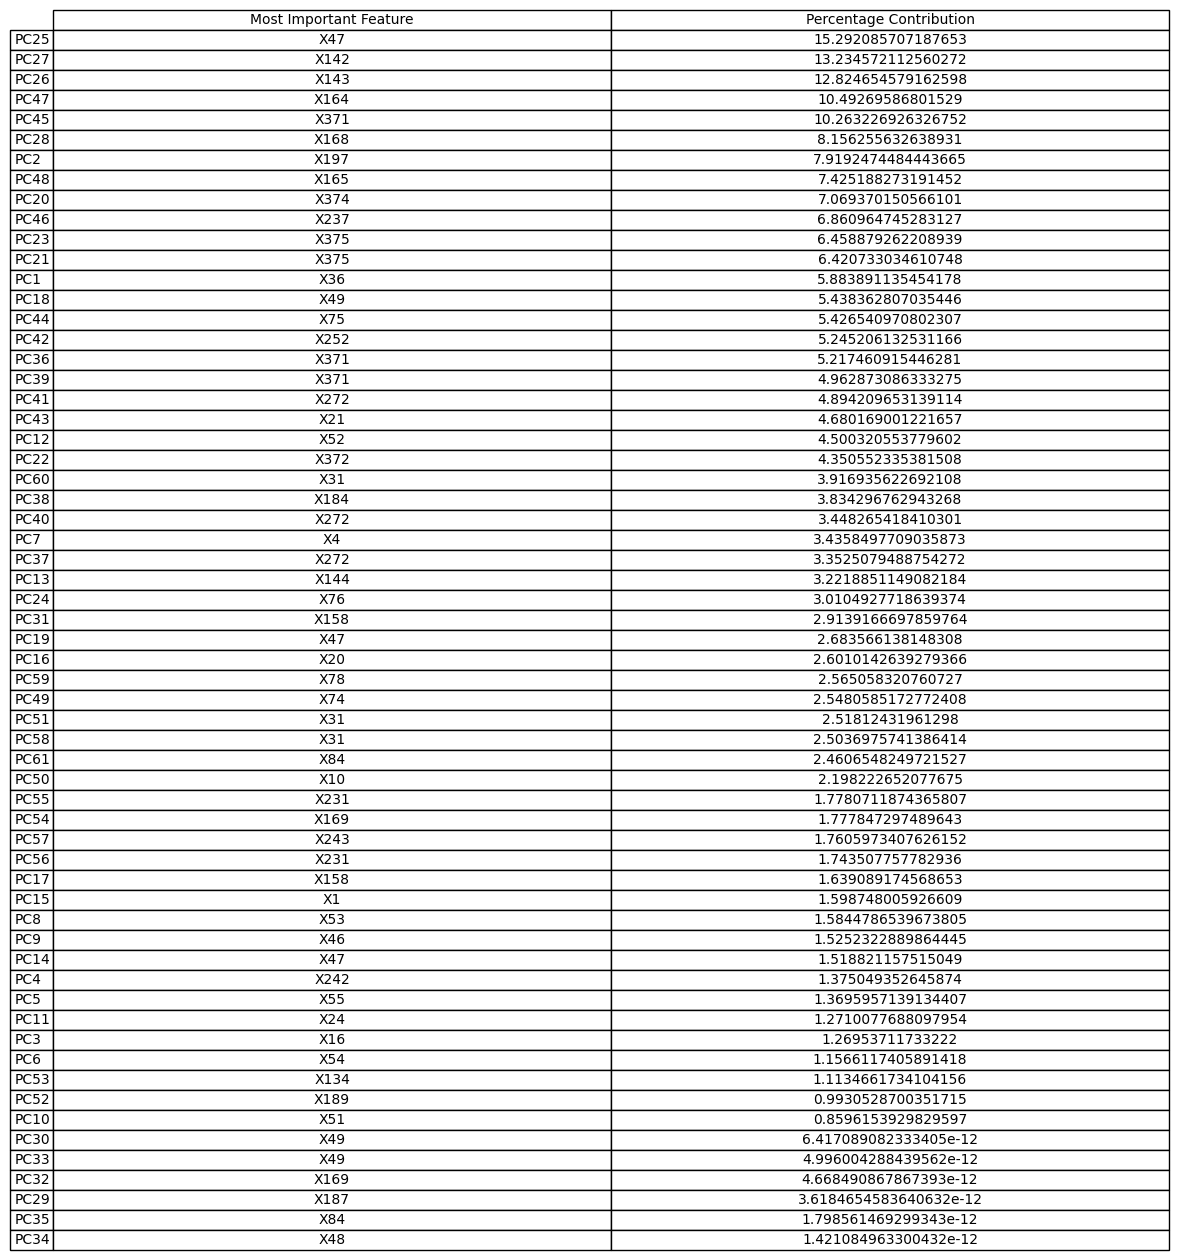 Most Important Feature Percentage Contribution
PC25 X47 15.292085707187653
PC27 X142 13.234572112560272
PC26 X143 12.824654579162598
PC47 X164 10.49269586801529
PC45 X371 10.263226926326752
PC28 X168 8.156255632638931
PC2 X197 7.9192474484443665
PC48 X165 7.425188273191452
PC20 X374 7.069370150566101
PC46 X237 6.860964745283127
PC23 X375 6.458879262208939
PC21 X375 6.420733034610748
PC1 X36 5.883891135454178
PC18 X49 5.438362807035446
PC44 X75 5.426540970802307
PC42 X252 5.245206132531166
PC36 X371 5.217460915446281
PC39 X371 4.962873086333275
PC41 X272 4.894209653139114
PC43 X21 4.680169001221657
PC12 X52 4.500320553779602
PC22 X372 4.350552335381508
PC60 X31 3.916935622692108
PC38 X184 3.834296762943268
PC40 X272 3.448265418410301
PC7 X4 3.4358497709035873
PC37 X272 3.3525079488754272
PC13 X144 3.2218851149082184
PC24 X76 3.0104927718639374
PC31 X158 2.9139166697859764
PC19 X47 2.683566138148308
PC16 X20 2.6010142639279366
PC59 X78 2.565058320760727
PC49 X74 2.5480585172772408
PC51 X31 2.51812431961298
PC58 X31 2.5036975741386414
PC61 X84 2.4606548249721527
PC50 X10 2.198222652077675
PC55 X231 1.7780711874365807
PC54 X169 1.777847297489643
PC57 X243 1.7605973407626152
PC56 X231 1.743507757782936
PC17 X158 1.639089174568653
PC15 X1 1.598748005926609
PC8 X53 1.5844786539673805
PC9 X46 1.5252322889864445
PC14 X47 1.518821157515049
PC4 X242 1.375049352645874
PC5 X55 1.3695957139134407
PC11 X24 1.2710077688097954
PC3 X16 1.26953711733222
PC6 X54 1.1566117405891418
PC53 X134 1.1134661734104156
PC52 X189 0.9930528700351715
PC10 X51 0.8596153929829597
PC30 X49 6.417089082333405e-12
PC33 X49 4.996004288439562e-12
PC32 X169 4.668490867867393e-12
PC29 X187 3.6184654583640632e-12
PC35 X84 1.798561469299343e-12
PC34 X48 1.421084963300432e-12